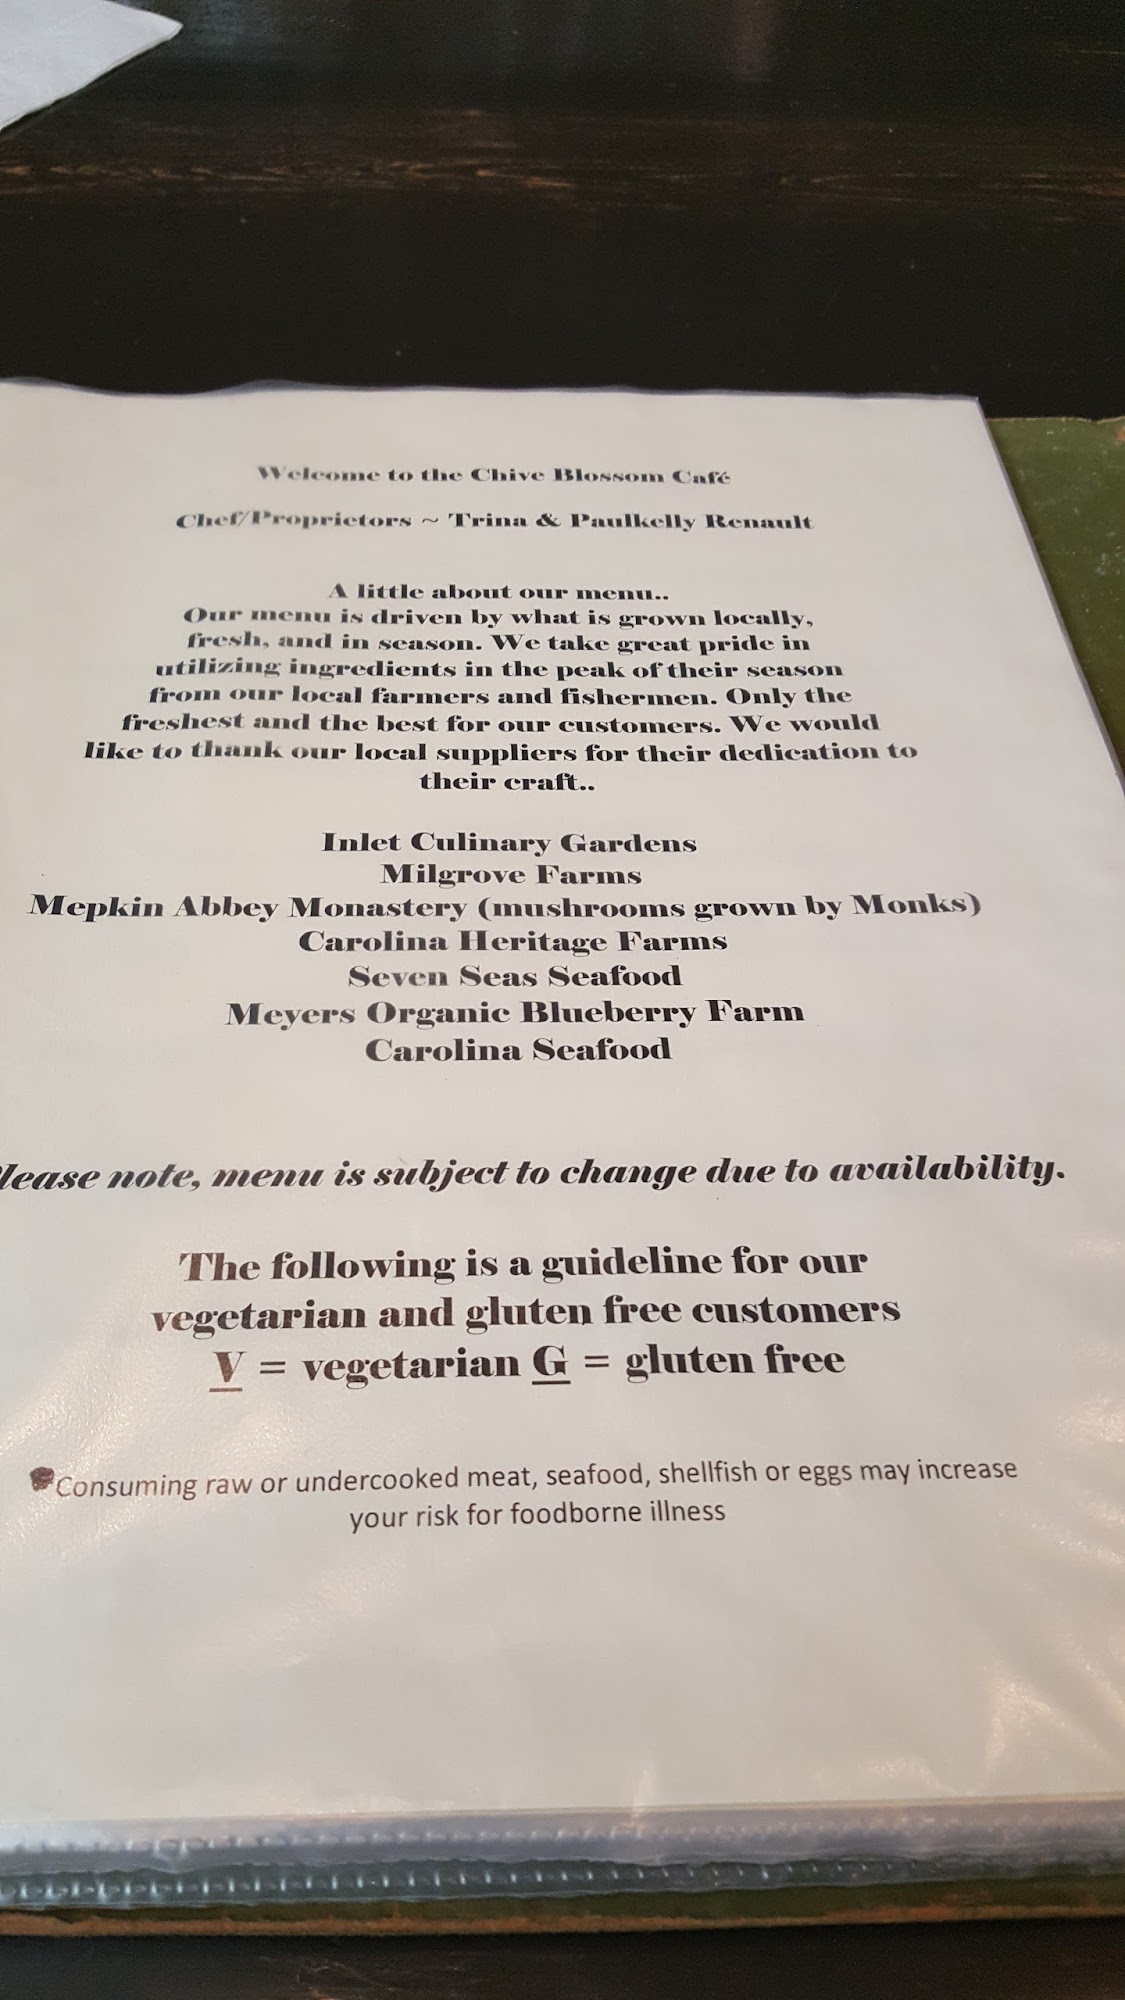 Welcome to the Chive Blossom Café
Chef/Proprietors ~ Trina & Paulkelly Renault
A little about our menu..
Our menu is driven by what is grown locally,
fresh, and in season. We take great pride in
utilizing ingredients in the peak of their season
from our local farmers and fishermen. Only the
freshest and the best for our customers. We would
like to thank our local suppliers for their dedication to
their craft..
Inlet Culinary Gardens
Milgrove Farms
Mepkin Abbey Monastery (mushrooms grown by Monks)
Carolina Heritage Farms
Seven Seas Seafood
Meyers Organic Blueberry Farm
Carolina Seafood
lease note, menu is subject to change due to availability.
The following is a guideline for our
vegetarian and gluten free customers
V = vegetarian G = gluten free
Consuming raw or undercooked meat, seafood, shellfish or eggs may increase
your risk for foodborne illness